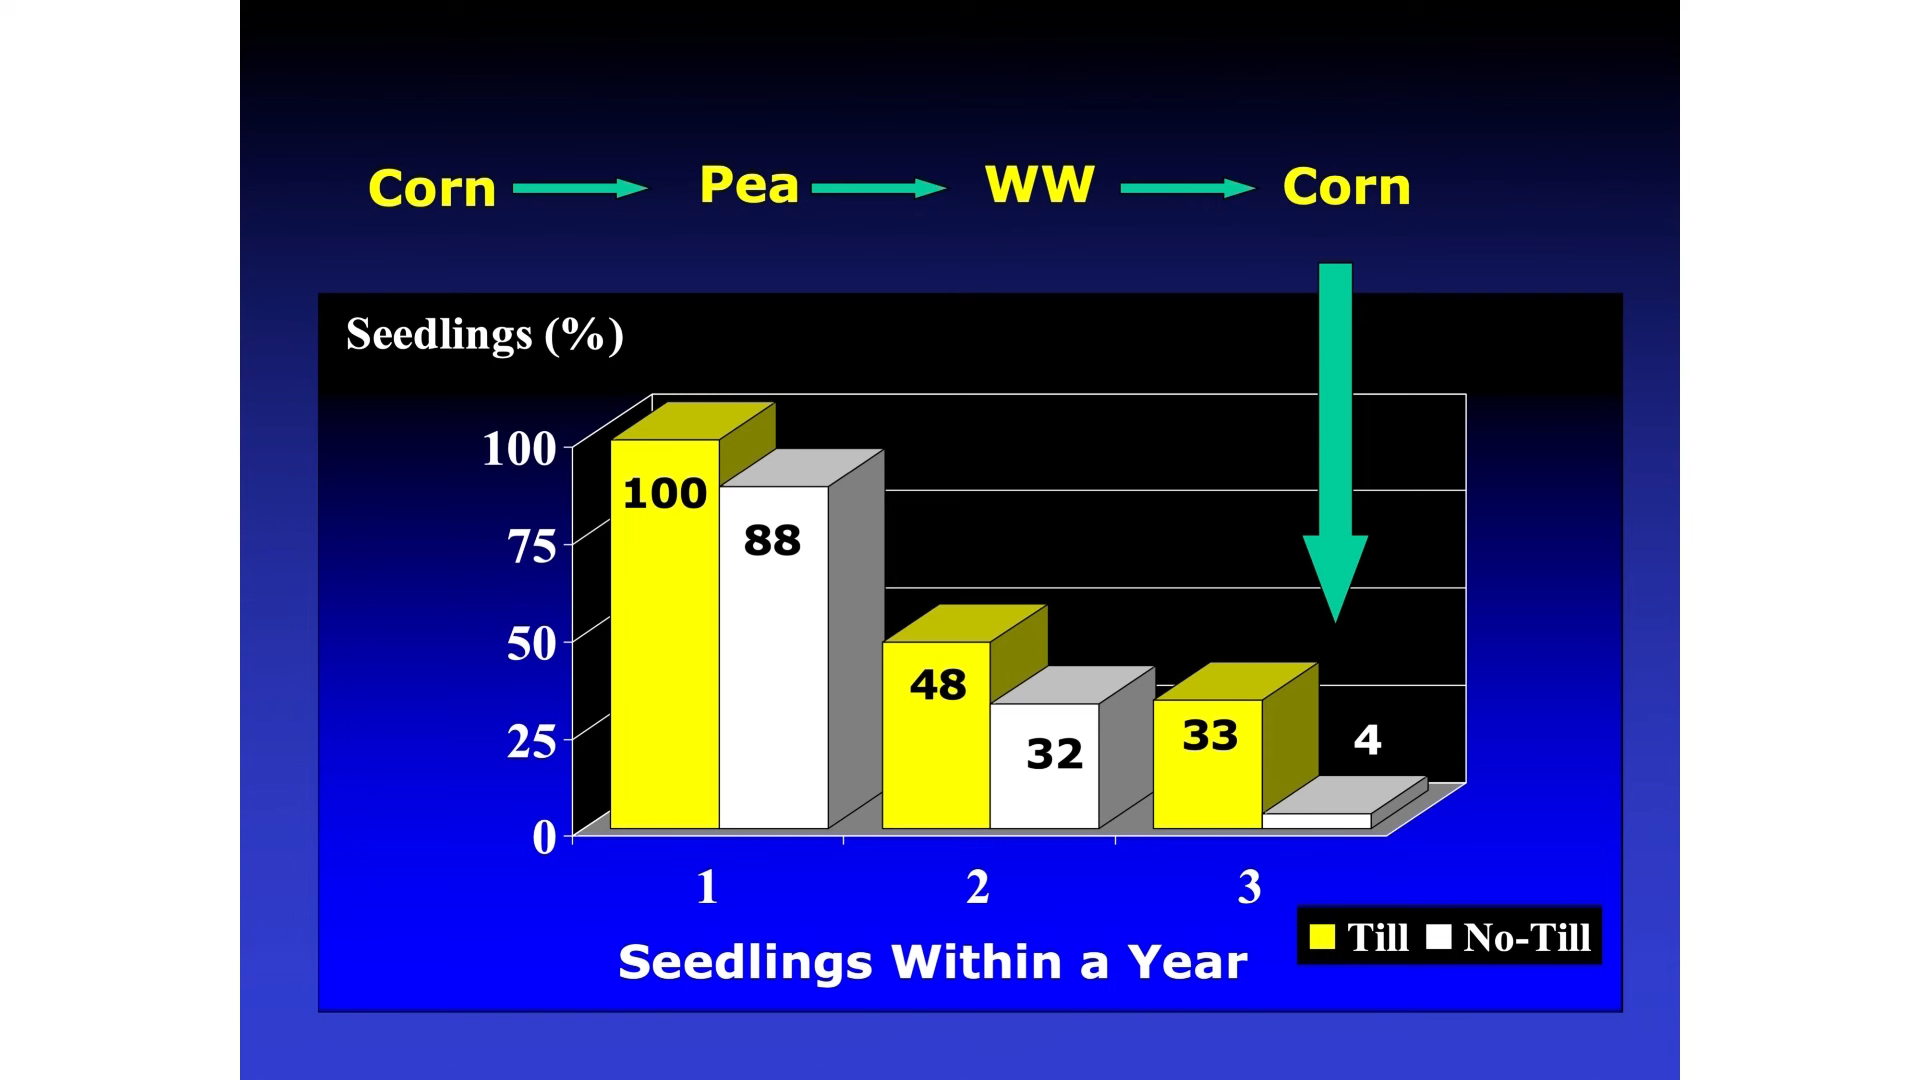 Corn Pea WW Corn
Seedlings (%)
100
75
50
25
0
100
88
48
32
33
4
1 2 3
Till No-Till
Seedlings Within a Year